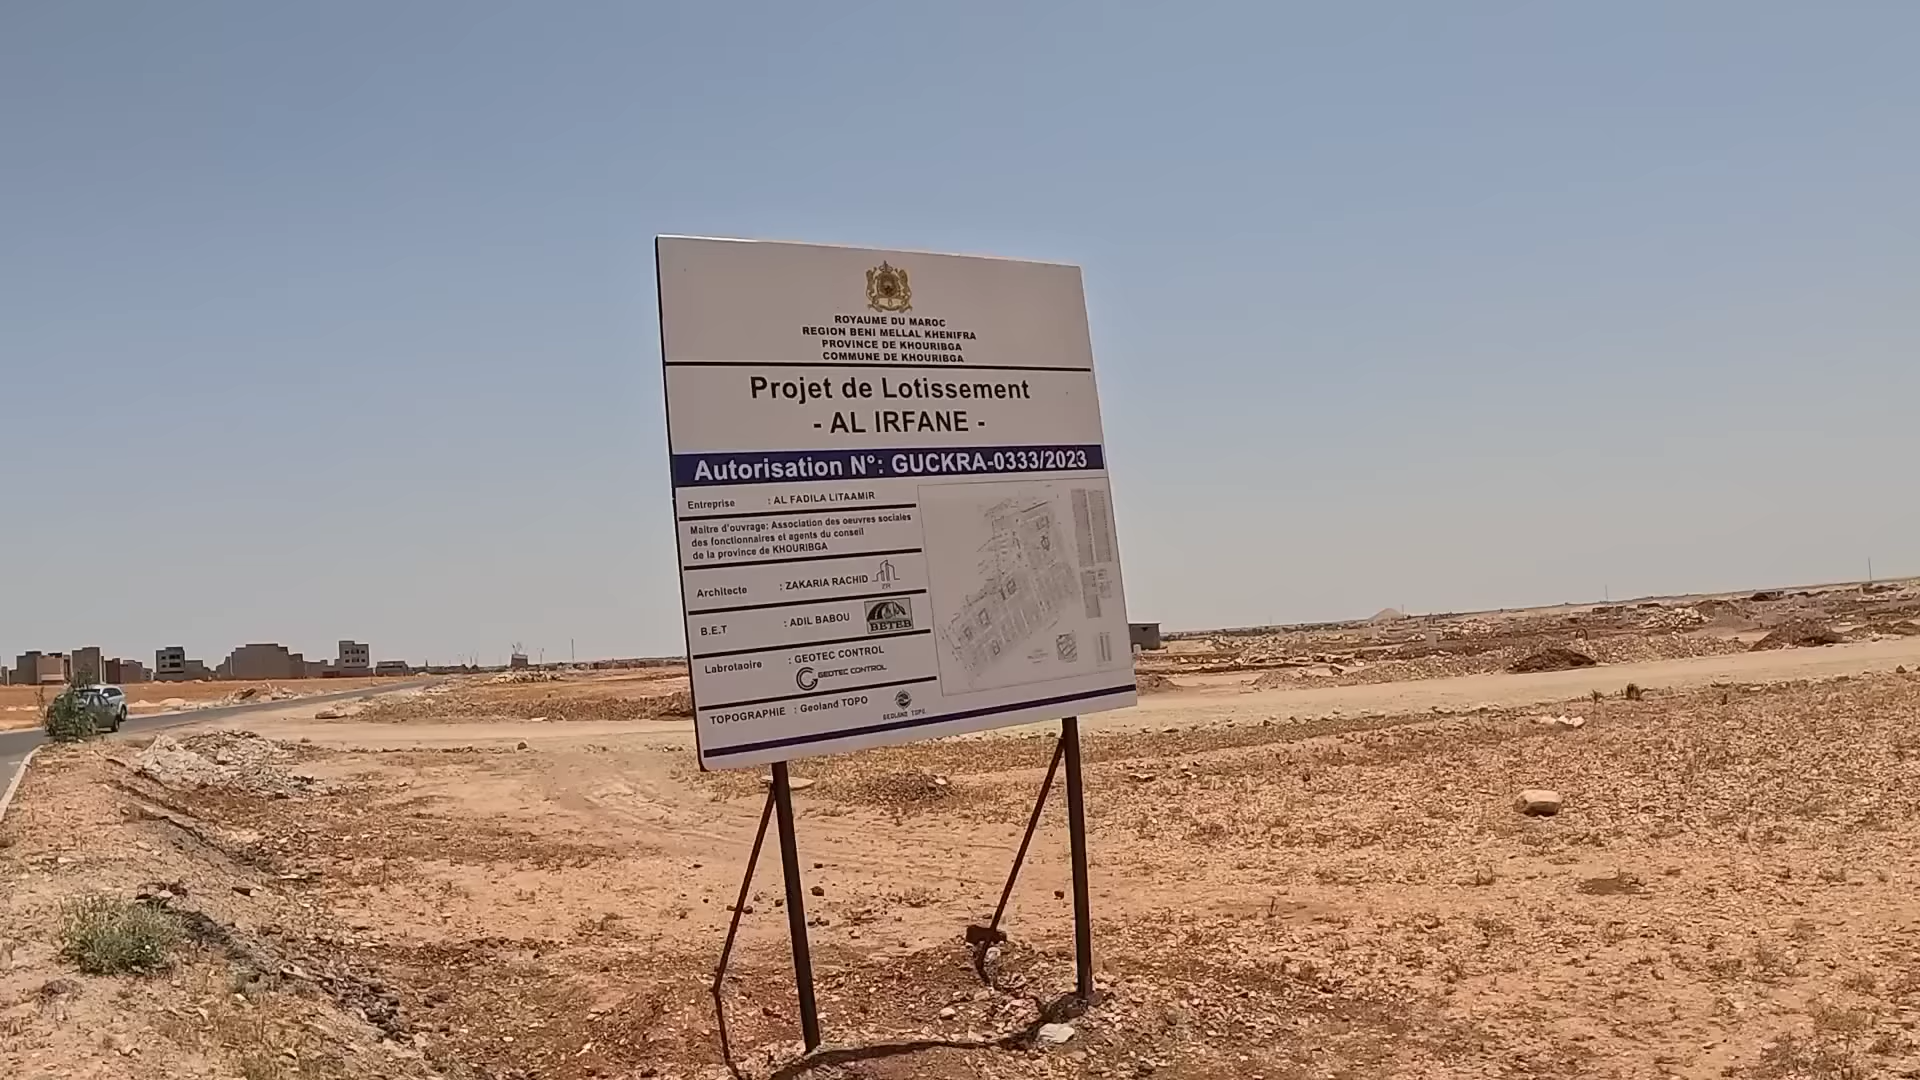 ROYAUME DU MAROC
REGION BENI MELLAL KHENIFRA
PROVINCE DE KHOURIBGA
COMMUNE DE KHOURIBGA
Projet de Lotissement
- AL IRFANE -
Autorisation N°: GUCKRA-0333/2023
Entreprise : AL FADILA LITAAMIR
Maitre d'ouvrage: Association des oeuvres sociales
des fonctionnaires et agents du conseil
de la province de KHOURIBGA
Architecte : ZAKARIA RACHID
B.E.T : ADIL BABOU
BETEB
Labrotaoire : GEOTEC CONTROL
GEOTEC CONTROL
TOPOGRAPHIE : Geoland TOPO
GEOLAND TOPO